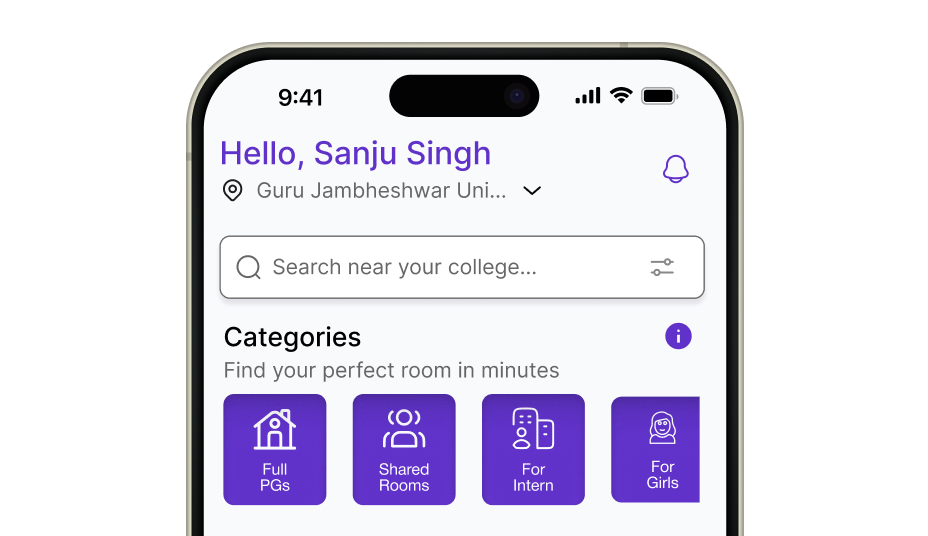 9:41
Hello, Sanju Singh
Guru Jambheshwar Uni...
Search near your college...
Categories
i
Find your perfect room in minutes
Full
PGs
Shared
Rooms
For
Intern
For
Girls